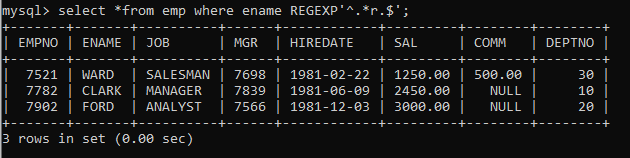 mysql> select *from emp where ename REGEXP'^.*r.$';
+-------+-------+----------+------+------------+---------+--------+--------+
| EMPNO | ENAME | JOB      | MGR  | HIREDATE   | SAL     | COMM   | DEPTNO |
+-------+-------+----------+------+------------+---------+--------+--------+
|  7521 | WARD  | SALESMAN | 7698 | 1981-02-22 | 1250.00 | 500.00 |     30 |
|  7782 | CLARK | MANAGER  | 7839 | 1981-06-09 | 2450.00 |   NULL |     10 |
|  7902 | FORD  | ANALYST  | 7566 | 1981-12-03 | 3000.00 |   NULL |     20 |
+-------+-------+----------+------+------------+---------+--------+--------+
3 rows in set (0.00 sec)